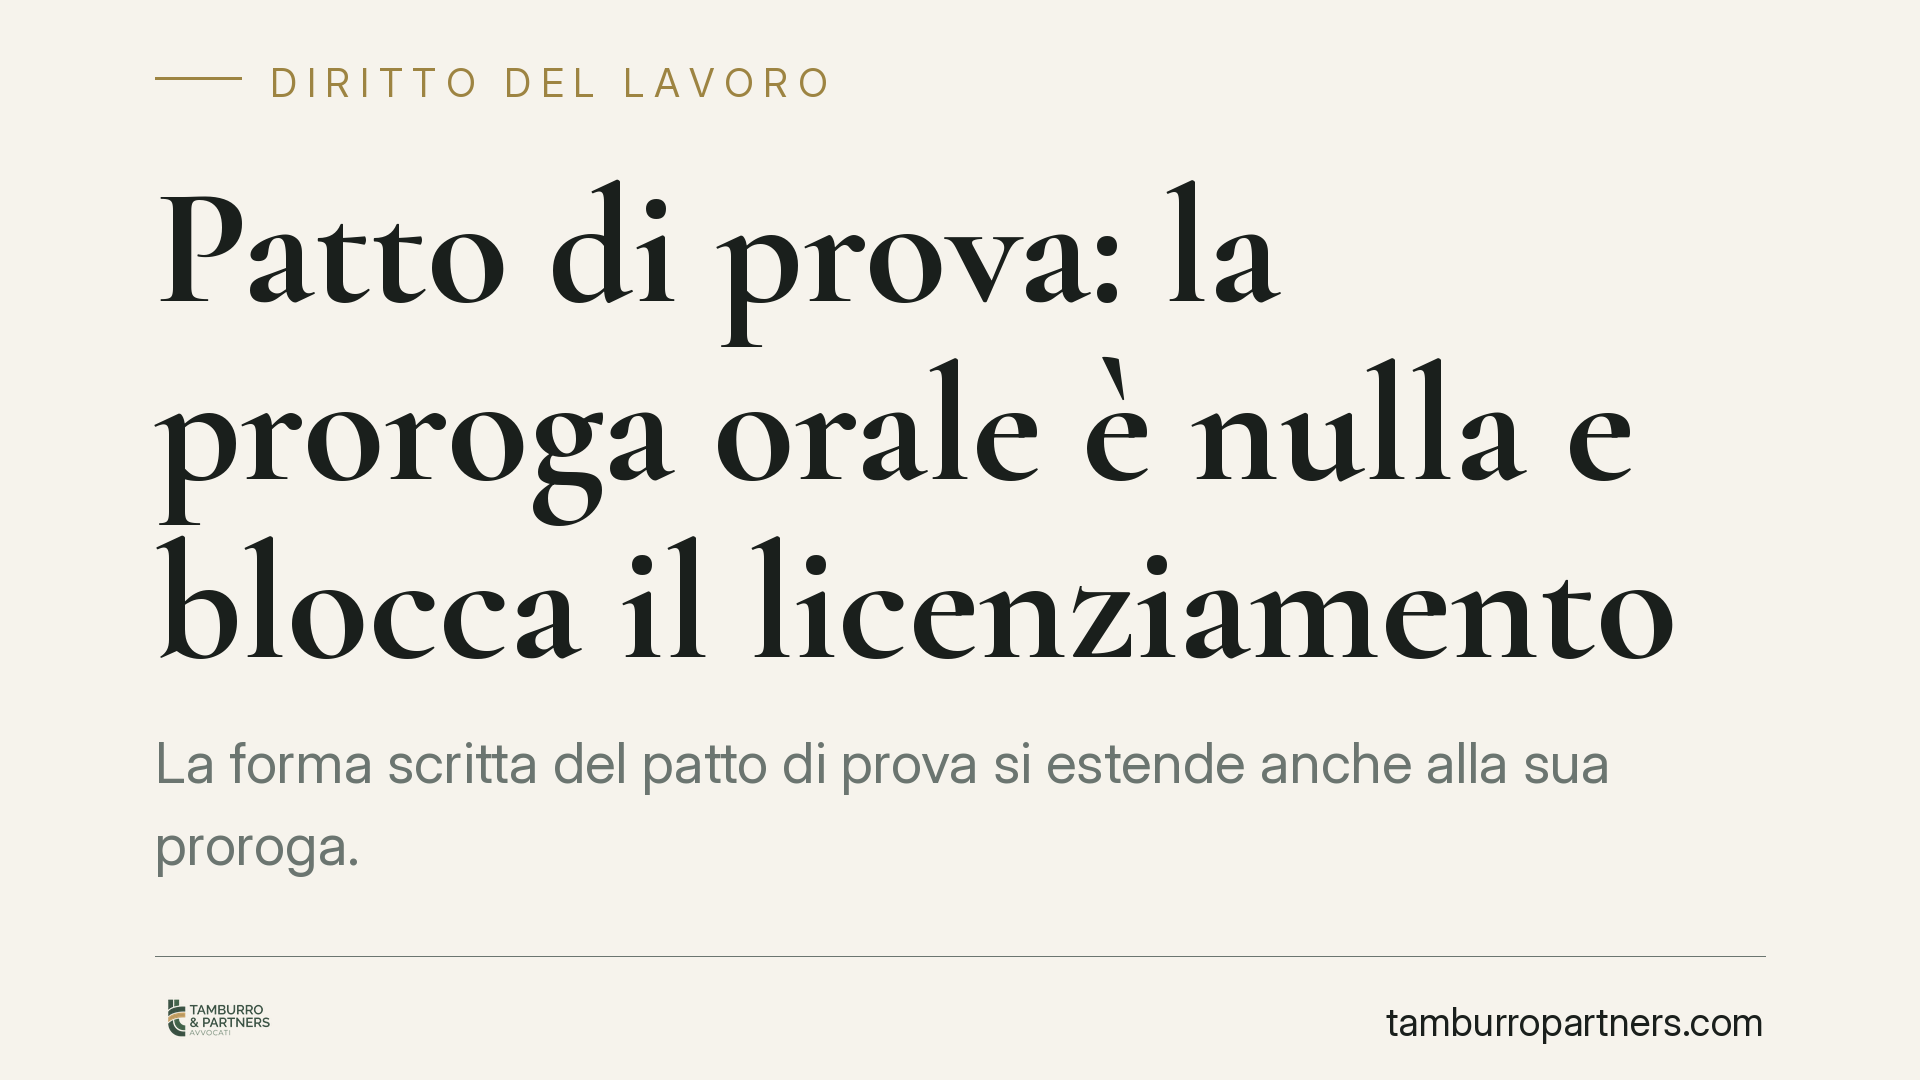 DIRITTO DEL LAVORO
Patto di prova: la
proroga orale è nulla e
blocca il licenziamento
La forma scritta del patto di prova si estende anche alla sua
proroga.
TAMBURRO
& PARTNERS
AVVOCATI
tamburropartners.com